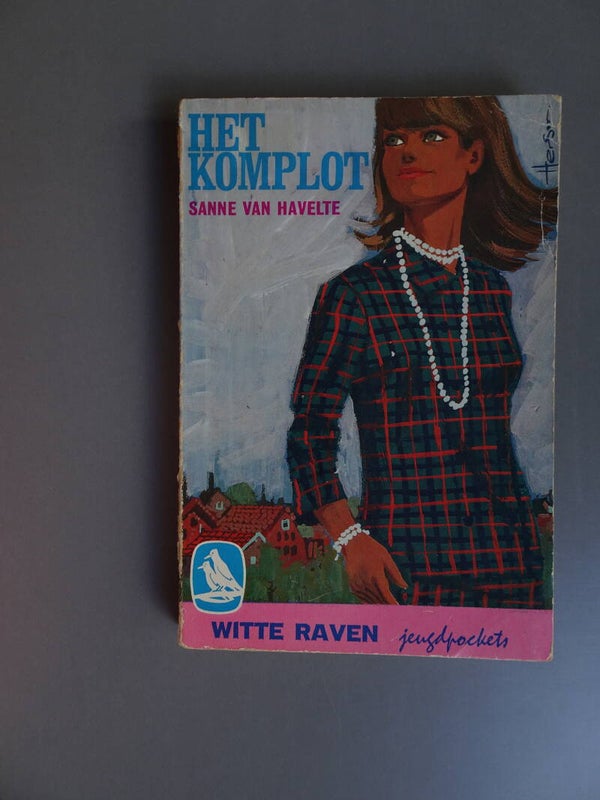 HET
KOMPLOT
SANNE VAN HAVELTE
WITTE RAVEN jeugdpockets